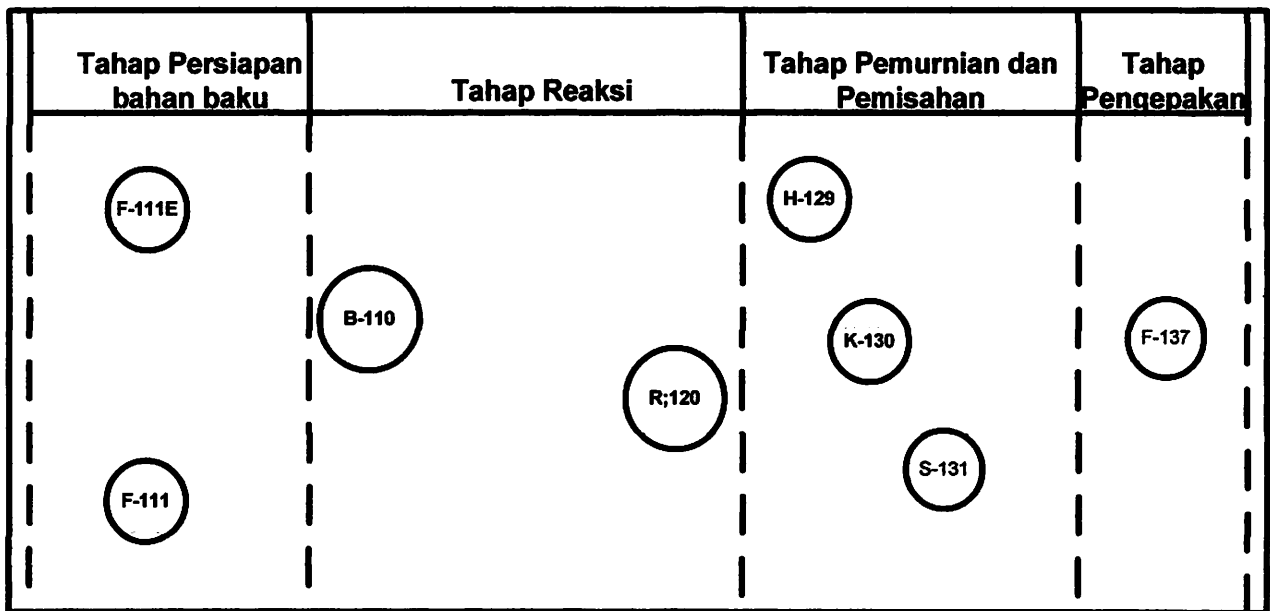 Tahap Persiapan
bahan baku
Tahap Reaksi
Tahap Pemurnian dan
Pemisahan
Tahap
Pengepakan
F-111E
H-129
B-110
K-130
F-137
R;120
S-131
F-111